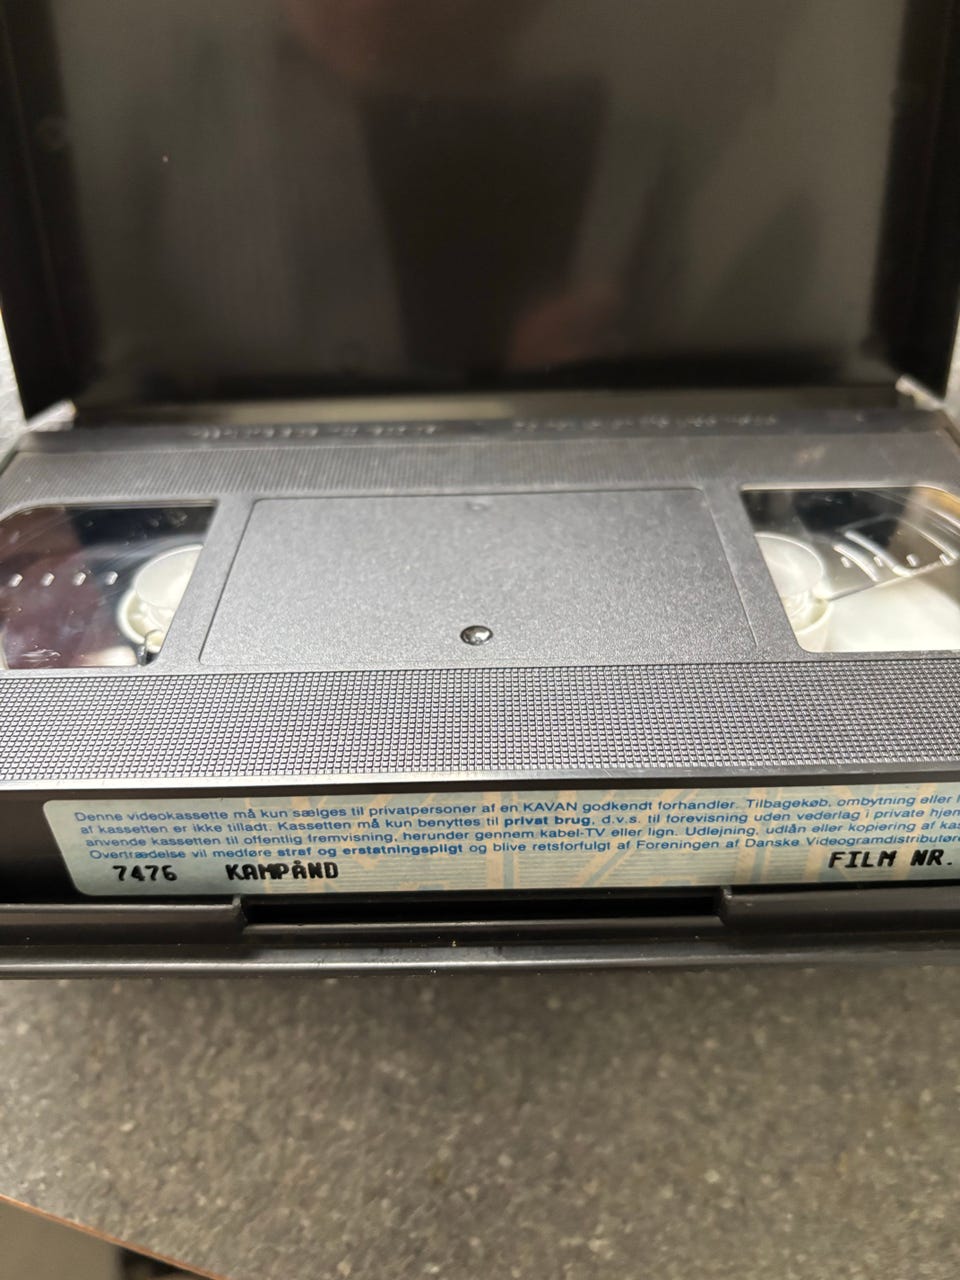 Denne videokassette må kun sælges til privatpersoner af en KAVAN godkendt forhandler. Tilbagekøb, ombytning eller
af kassetten er ikke tilladt. Kassetten må kun benyttes til privat brug, d.v.s. til forevisning uden vederlag i private
anvende kassetten til offentlig fremvisning, herunder gennem kabel-TV eller lign. Udlejning, udlån eller kopiering af
Overtrædelse vil medføre straf og erstatningspligt og blive retsforfulgt af Foreningen af Danske
7476 KAMPÅND FILM NR.